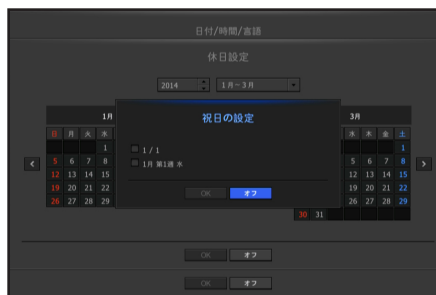 日付/時間/言語
休日設定
2014 1月－3月
1月 3月
日 月 火 水 木 金 土
1 1
祝日の設定
5 6 7 8 5 6 7 8
1 / 1
12 13 14 15 12 13 14 15
1月 第1週 水
19 20 21 22 19 20 21 22
26 27 28 29 26 27 28 29
OK オフ
30 31
OK オフ
OK オフ